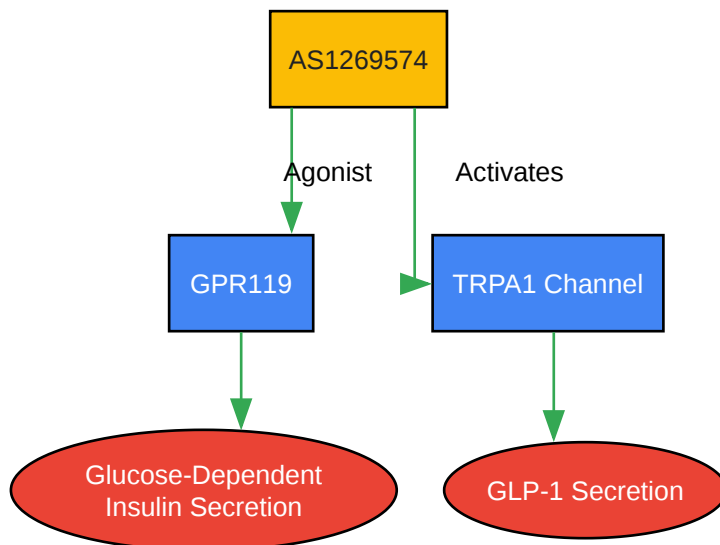 AS1269574
Agonist
Activates
GPR119
TRPA1 Channel
Glucose-Dependent
Insulin Secretion
GLP-1 Secretion